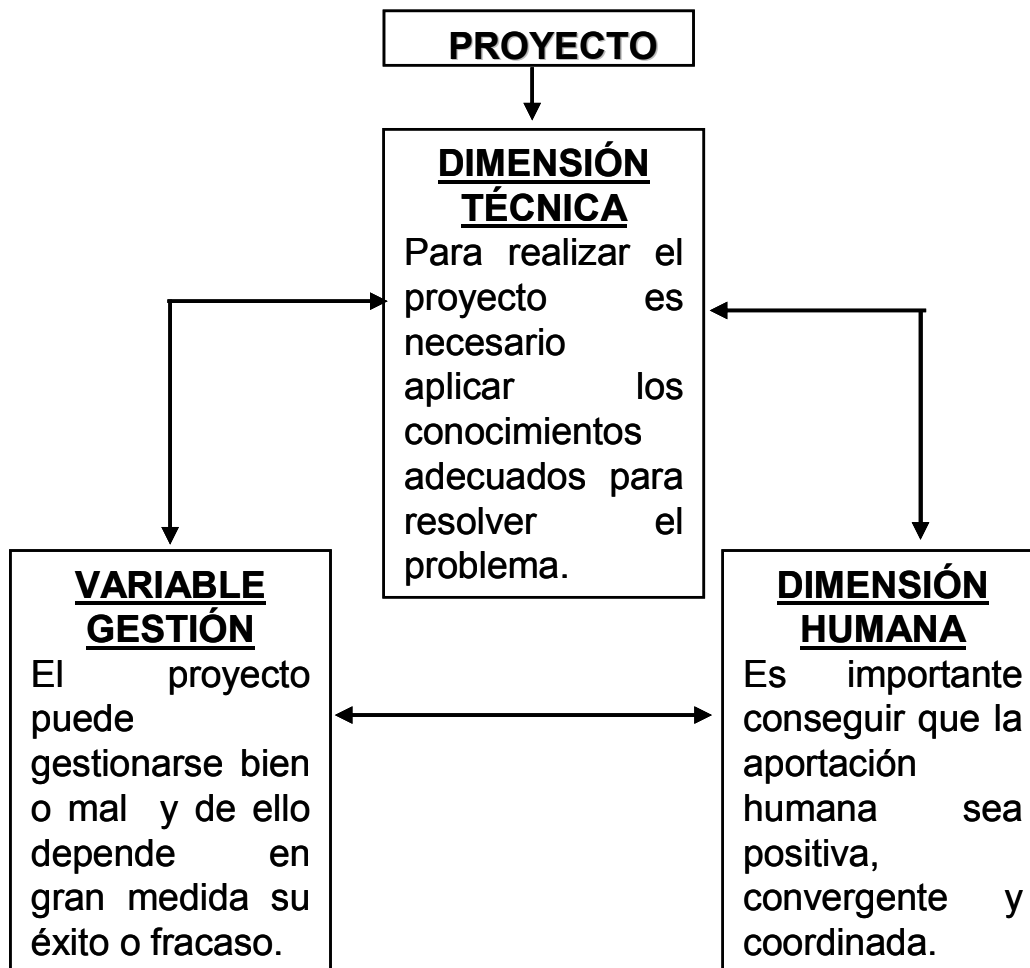 PROYECTO
DIMENSIÓN
TÉCNICA
Para realizar el
proyecto es
necesario
aplicar los
conocimientos
adecuados para
resolver el
problema.
VARIABLE
GESTIÓN
El proyecto
puede
gestionarse bien
o mal y de ello
depende en
gran medida su
éxito o fracaso.
DIMENSIÓN
HUMANA
Es importante
conseguir que la
aportación
humana sea
positiva,
convergente y
coordinada.